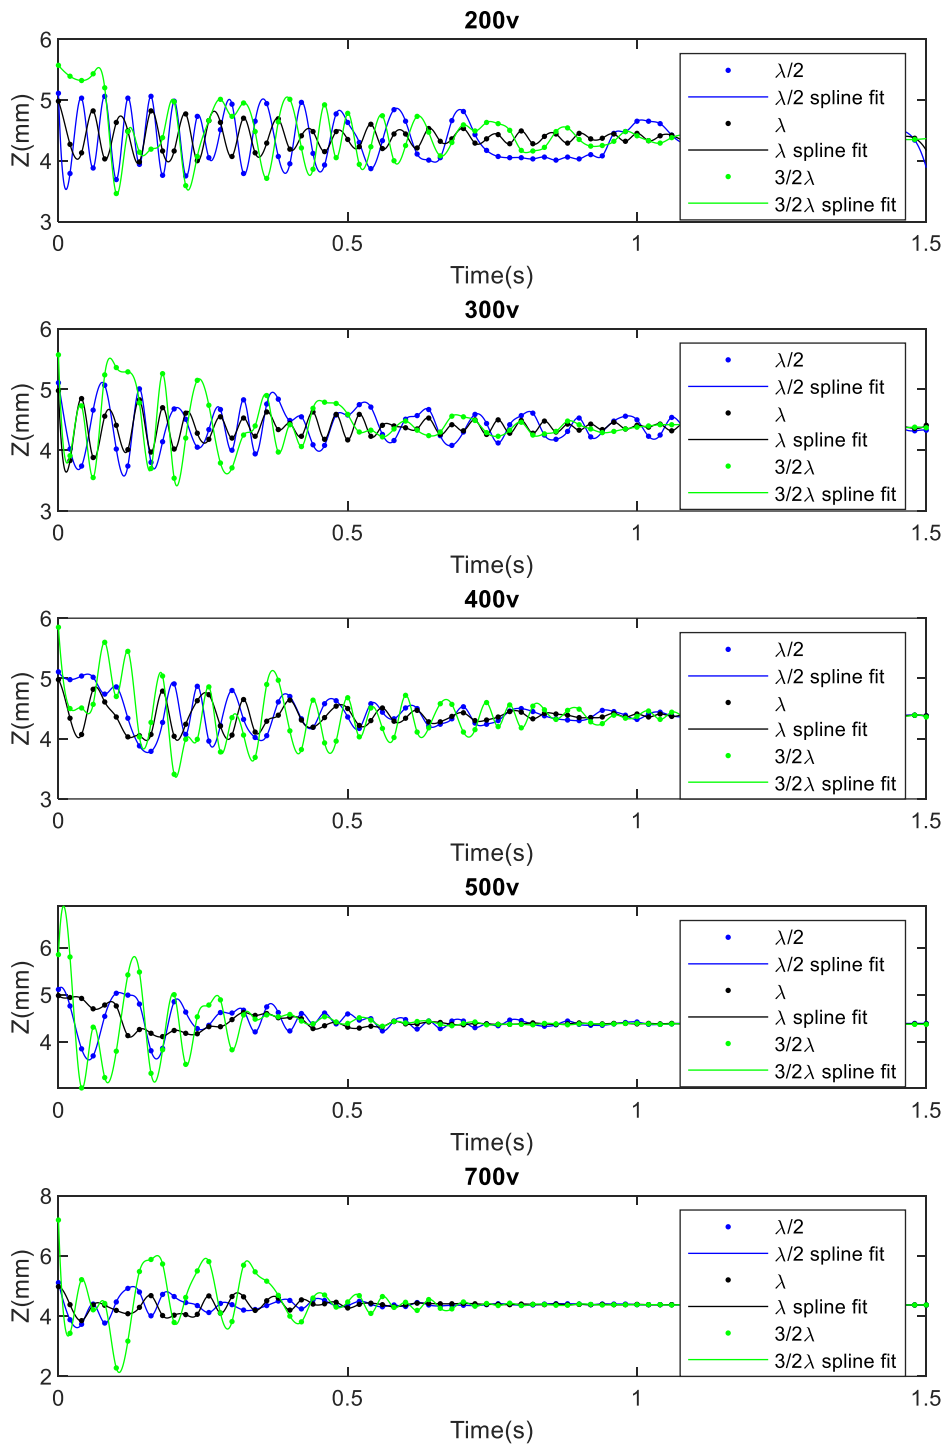 200v
6
5
4
3
Z(mm)
λ/2
λ/2 spline fit
λ
λ spline fit
3/2λ
3/2λ spline fit
0 0.5 1 1.5
Time(s)
300v
6
5
4
3
Z(mm)
λ/2
λ/2 spline fit
λ
λ spline fit
3/2λ
3/2λ spline fit
0 0.5 1 1.5
Time(s)
400v
6
5
4
3
Z(mm)
λ/2
λ/2 spline fit
λ
λ spline fit
3/2λ
3/2λ spline fit
0 0.5 1 1.5
Time(s)
500v
6
5
4
Z(mm)
λ/2
λ/2 spline fit
λ
λ spline fit
3/2λ
3/2λ spline fit
0 0.5 1 1.5
Time(s)
700v
8
6
4
2
Z(mm)
λ/2
λ/2 spline fit
λ
λ spline fit
3/2λ
3/2λ spline fit
0 0.5 1 1.5
Time(s)